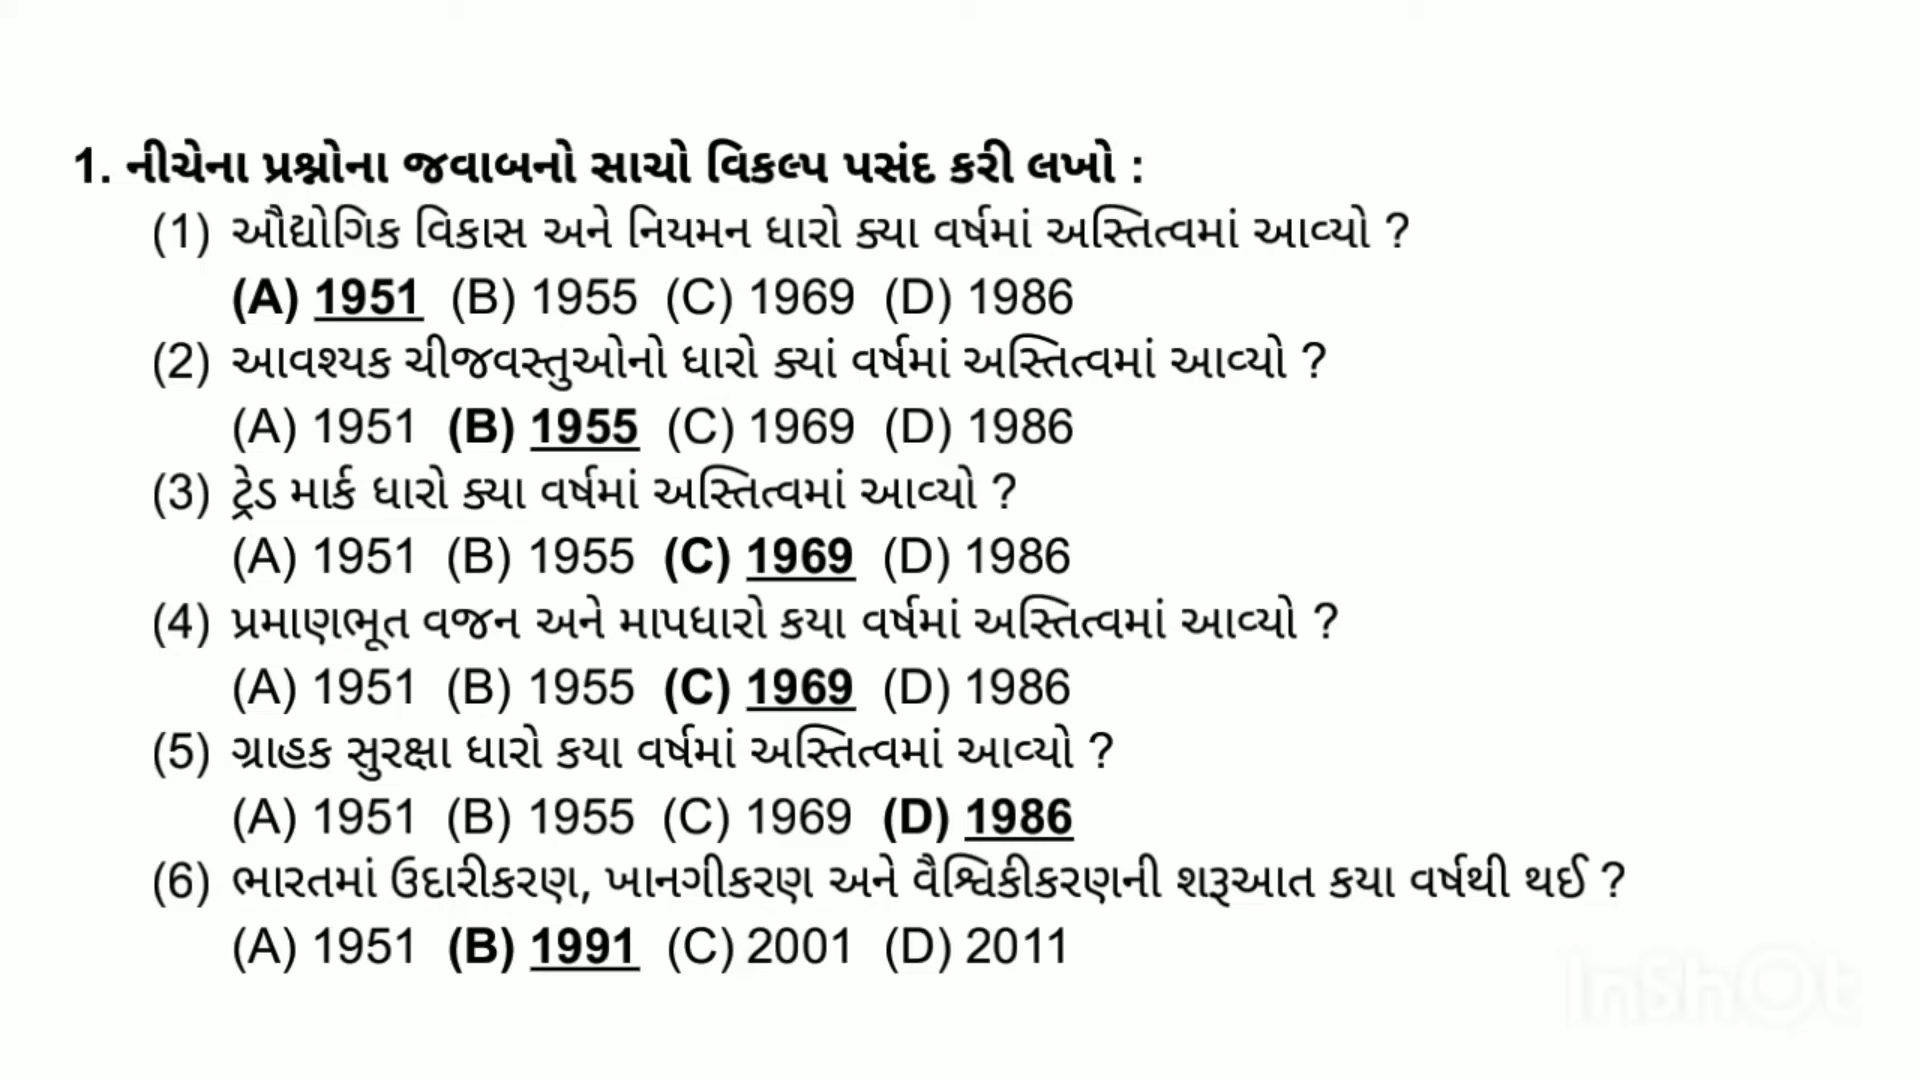 1. નીચેના પ્રશ્નોના જવાબનો સાચો વિકલ્પ પસંદ કરી લખો :
(1) ઔદ્યોગિક વિકાસ અને નિયમન ધારો ક્યા વર્ષમાં અસ્તિત્વમાં આવ્યો ?
(A) 1951 (B) 1955 (C) 1969 (D) 1986
(2) આવશ્યક ચીજવસ્તુઓનો ધારો ક્યાં વર્ષમાં અસ્તિત્વમાં આવ્યો ?
(A) 1951 (B) 1955 (C) 1969 (D) 1986
(3) ટ્રેડ માર્ક ધારો ક્યા વર્ષમાં અસ્તિત્વમાં આવ્યો ?
(A) 1951 (B) 1955 (C) 1969 (D) 1986
(4) પ્રમાણભૂત વજન અને માપધારો કયા વર્ષમાં અસ્તિત્વમાં આવ્યો ?
(A) 1951 (B) 1955 (C) 1969 (D) 1986
(5) ગ્રાહક સુરક્ષા ધારો કયા વર્ષમાં અસ્તિત્વમાં આવ્યો ?
(A) 1951 (B) 1955 (C) 1969 (D) 1986
(6) ભારતમાં ઉદારીકરણ, ખાનગીકરણ અને વૈશ્વિકીકરણની શરૂઆત કયા વર્ષથી થઈ ?
(A) 1951 (B) 1991 (C) 2001 (D) 2011
InShOt